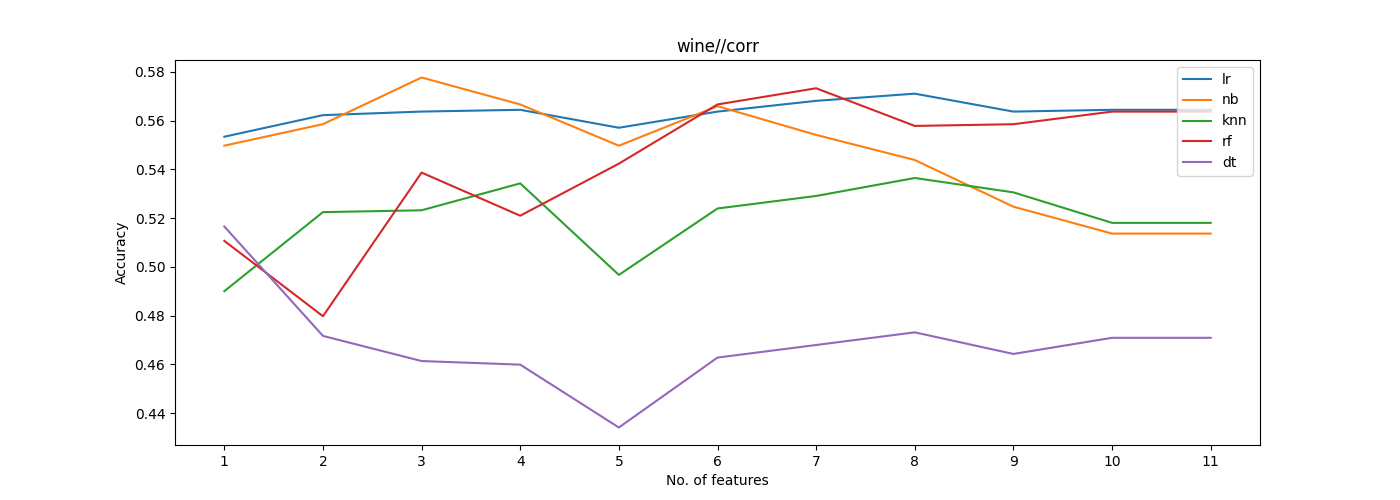 wine//corr
Accuracy
0.58
0.56
0.54
0.52
0.50
0.48
0.46
0.44
lr
nb
knn
rf
dt
1 2 3 4 5 6 7 8 9 10 11
No. of features